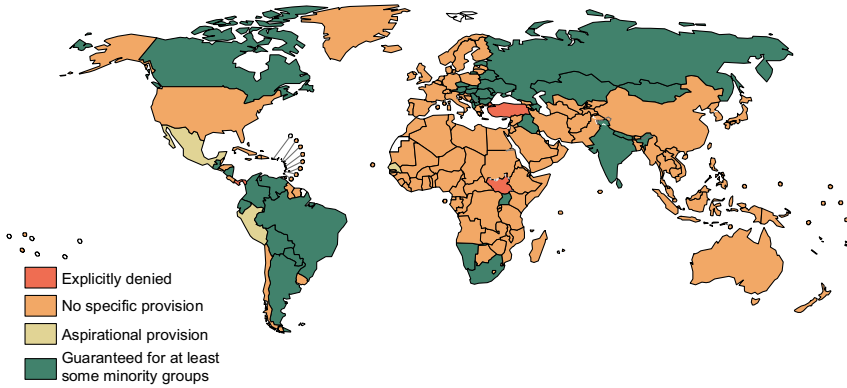 Explicitly denied
No specific provision
Aspirational provision
Guaranteed for at least
some minority groups